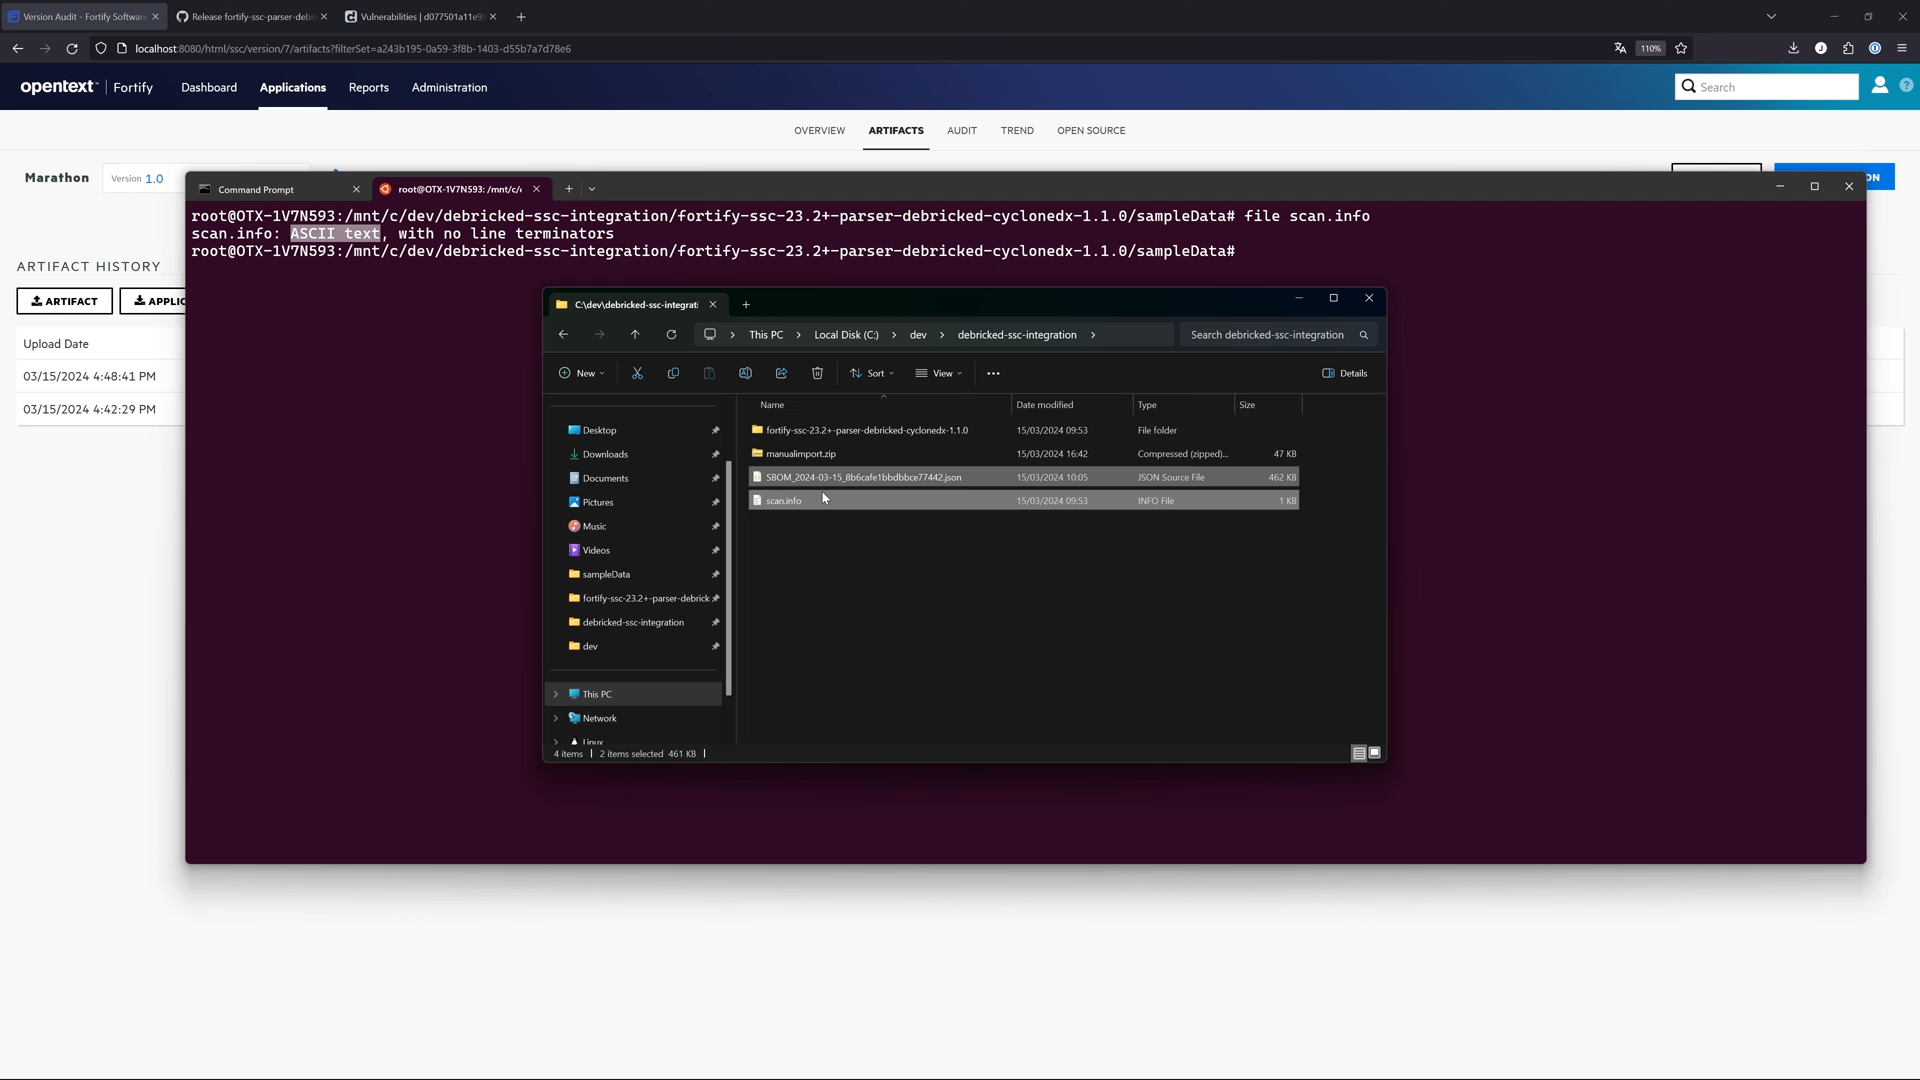 Version Audit - Fortify Software
Release fortify-ssc-parser-debri
Vulnerabilities | d077501a11e9
localhost:8080/html/ssc/version/7/artifacts?filterSet=a243b195-0a59-3f8b-1403-d55b7a7d78e6
110%
opentext | Fortify
Dashboard
Applications
Reports
Administration
Search
OVERVIEW
ARTIFACTS
AUDIT
TREND
OPEN SOURCE
Marathon
Version 1.0
ON
ARTIFACT HISTORY
ARTIFACT
APPLIC
Upload Date
03/15/2024 4:48:41 PM
03/15/2024 4:42:29 PM
Command Prompt
root@OTX-1V7N593: /mnt/c/
root@OTX-1V7N593:/mnt/c/dev/debricked-ssc-integration/fortify-ssc-23.2+-parser-debricked-cyclonedx-1.1.0/sampleData# file scan.info
scan.info: ASCII text, with no line terminators
root@OTX-1V7N593:/mnt/c/dev/debricked-ssc-integration/fortify-ssc-23.2+-parser-debricked-cyclonedx-1.1.0/sampleData#
C:\dev\debricked-ssc-integrati
This PC > Local Disk (C:) > dev > debricked-ssc-integration >
Search debricked-ssc-integration
New
Sort
View
Details
Name
Date modified
Type
Size
fortify-ssc-23.2+-parser-debricked-cyclonedx-1.1.0 15/03/2024 09:53 File folder
manualimport.zip 15/03/2024 16:42 Compressed (zipped)... 47 KB
SBOM_2024-03-15_8b6cafe1bbdbbce77442.json 15/03/2024 10:05 JSON Source File 462 KB
scan.info 15/03/2024 09:53 INFO File 1 KB
Desktop
Downloads
Documents
Pictures
Music
Videos
sampleData
fortify-ssc-23.2+-parser-debrick
debricked-ssc-integration
dev
This PC
Network
Linux
4 items | 2 items selected 461 KB |